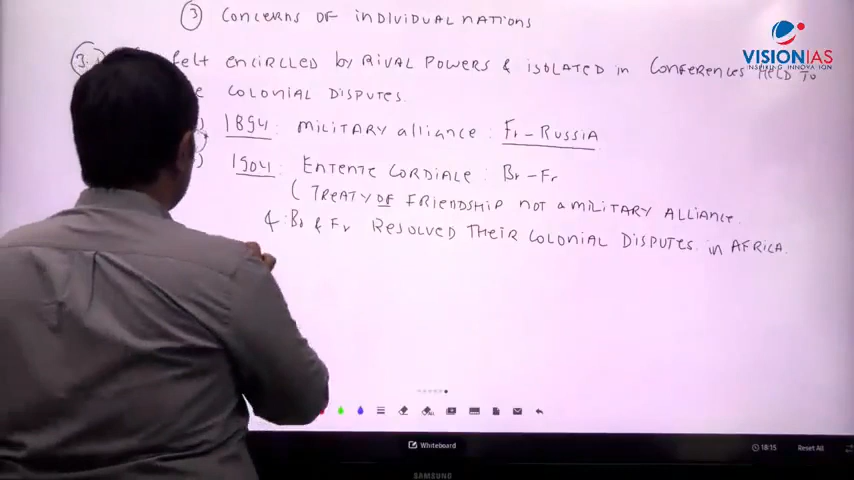 ③ Concerns of individual nations
VISIONIAS
INSPIRING INNOVATION
felt encircled by Rival Powers & isolated in Conferences Held To
Colonial Disputes.
1894: military alliance: Fr-Russia
1904: Entente Cordiale: Br-Fr
(Treaty of Friendship not a military alliance.
& Br & Fr Resolved Their Colonial Disputes in Africa.
Whiteboard
18:15
Reset All
SAMSUNG